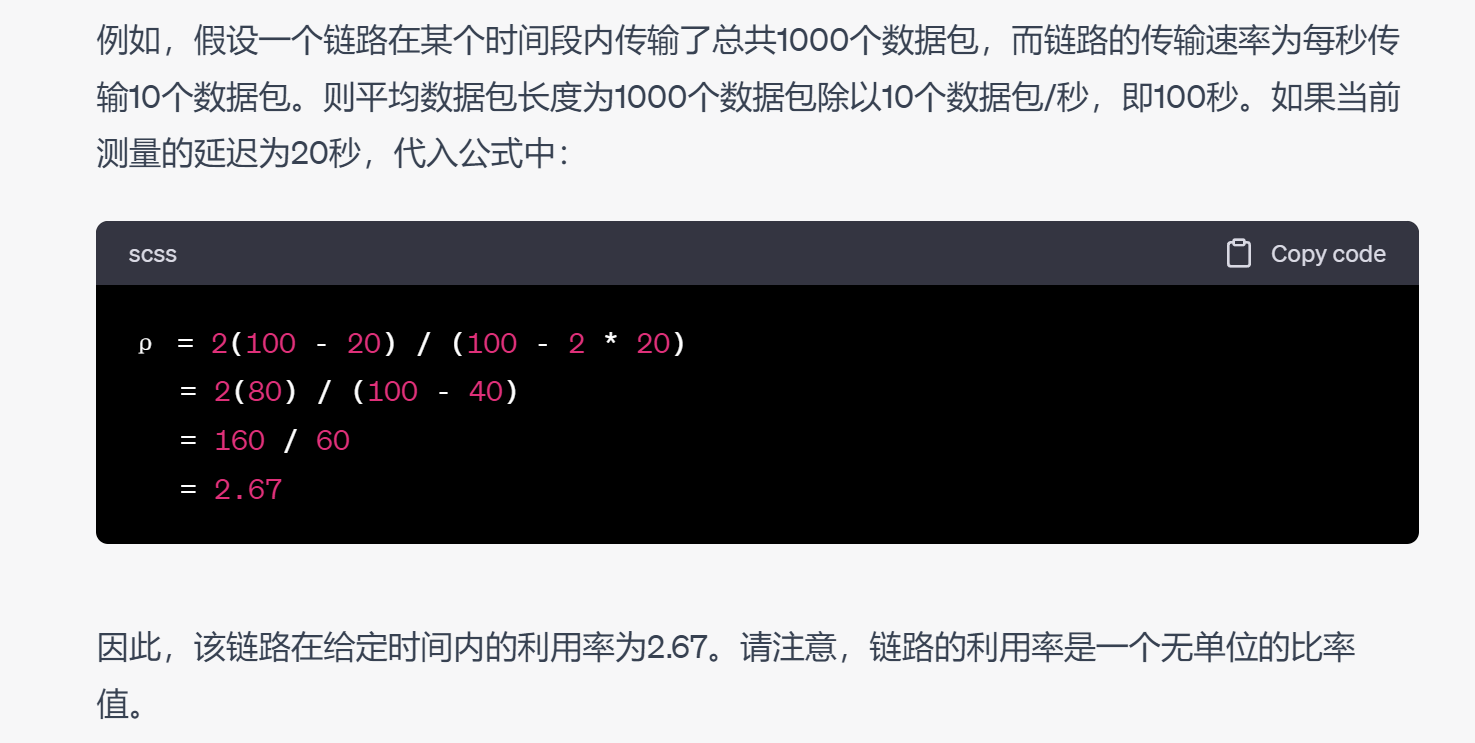 例如，假设一个链路在某个时间段内传输了总共1000个数据包，而链路的传输速率为每秒传
输10个数据包。则平均数据包长度为1000个数据包除以10个数据包/秒，即100秒。如果当前
测量的延迟为20秒，代入公式中：
scss
Copy code
ρ = 2(100 - 20) / (100 - 2 * 20)
= 2(80) / (100 - 40)
= 160 / 60
= 2.67
因此，该链路在给定时间内的利用率为2.67。请注意，链路的利用率是一个无单位的比率
值。